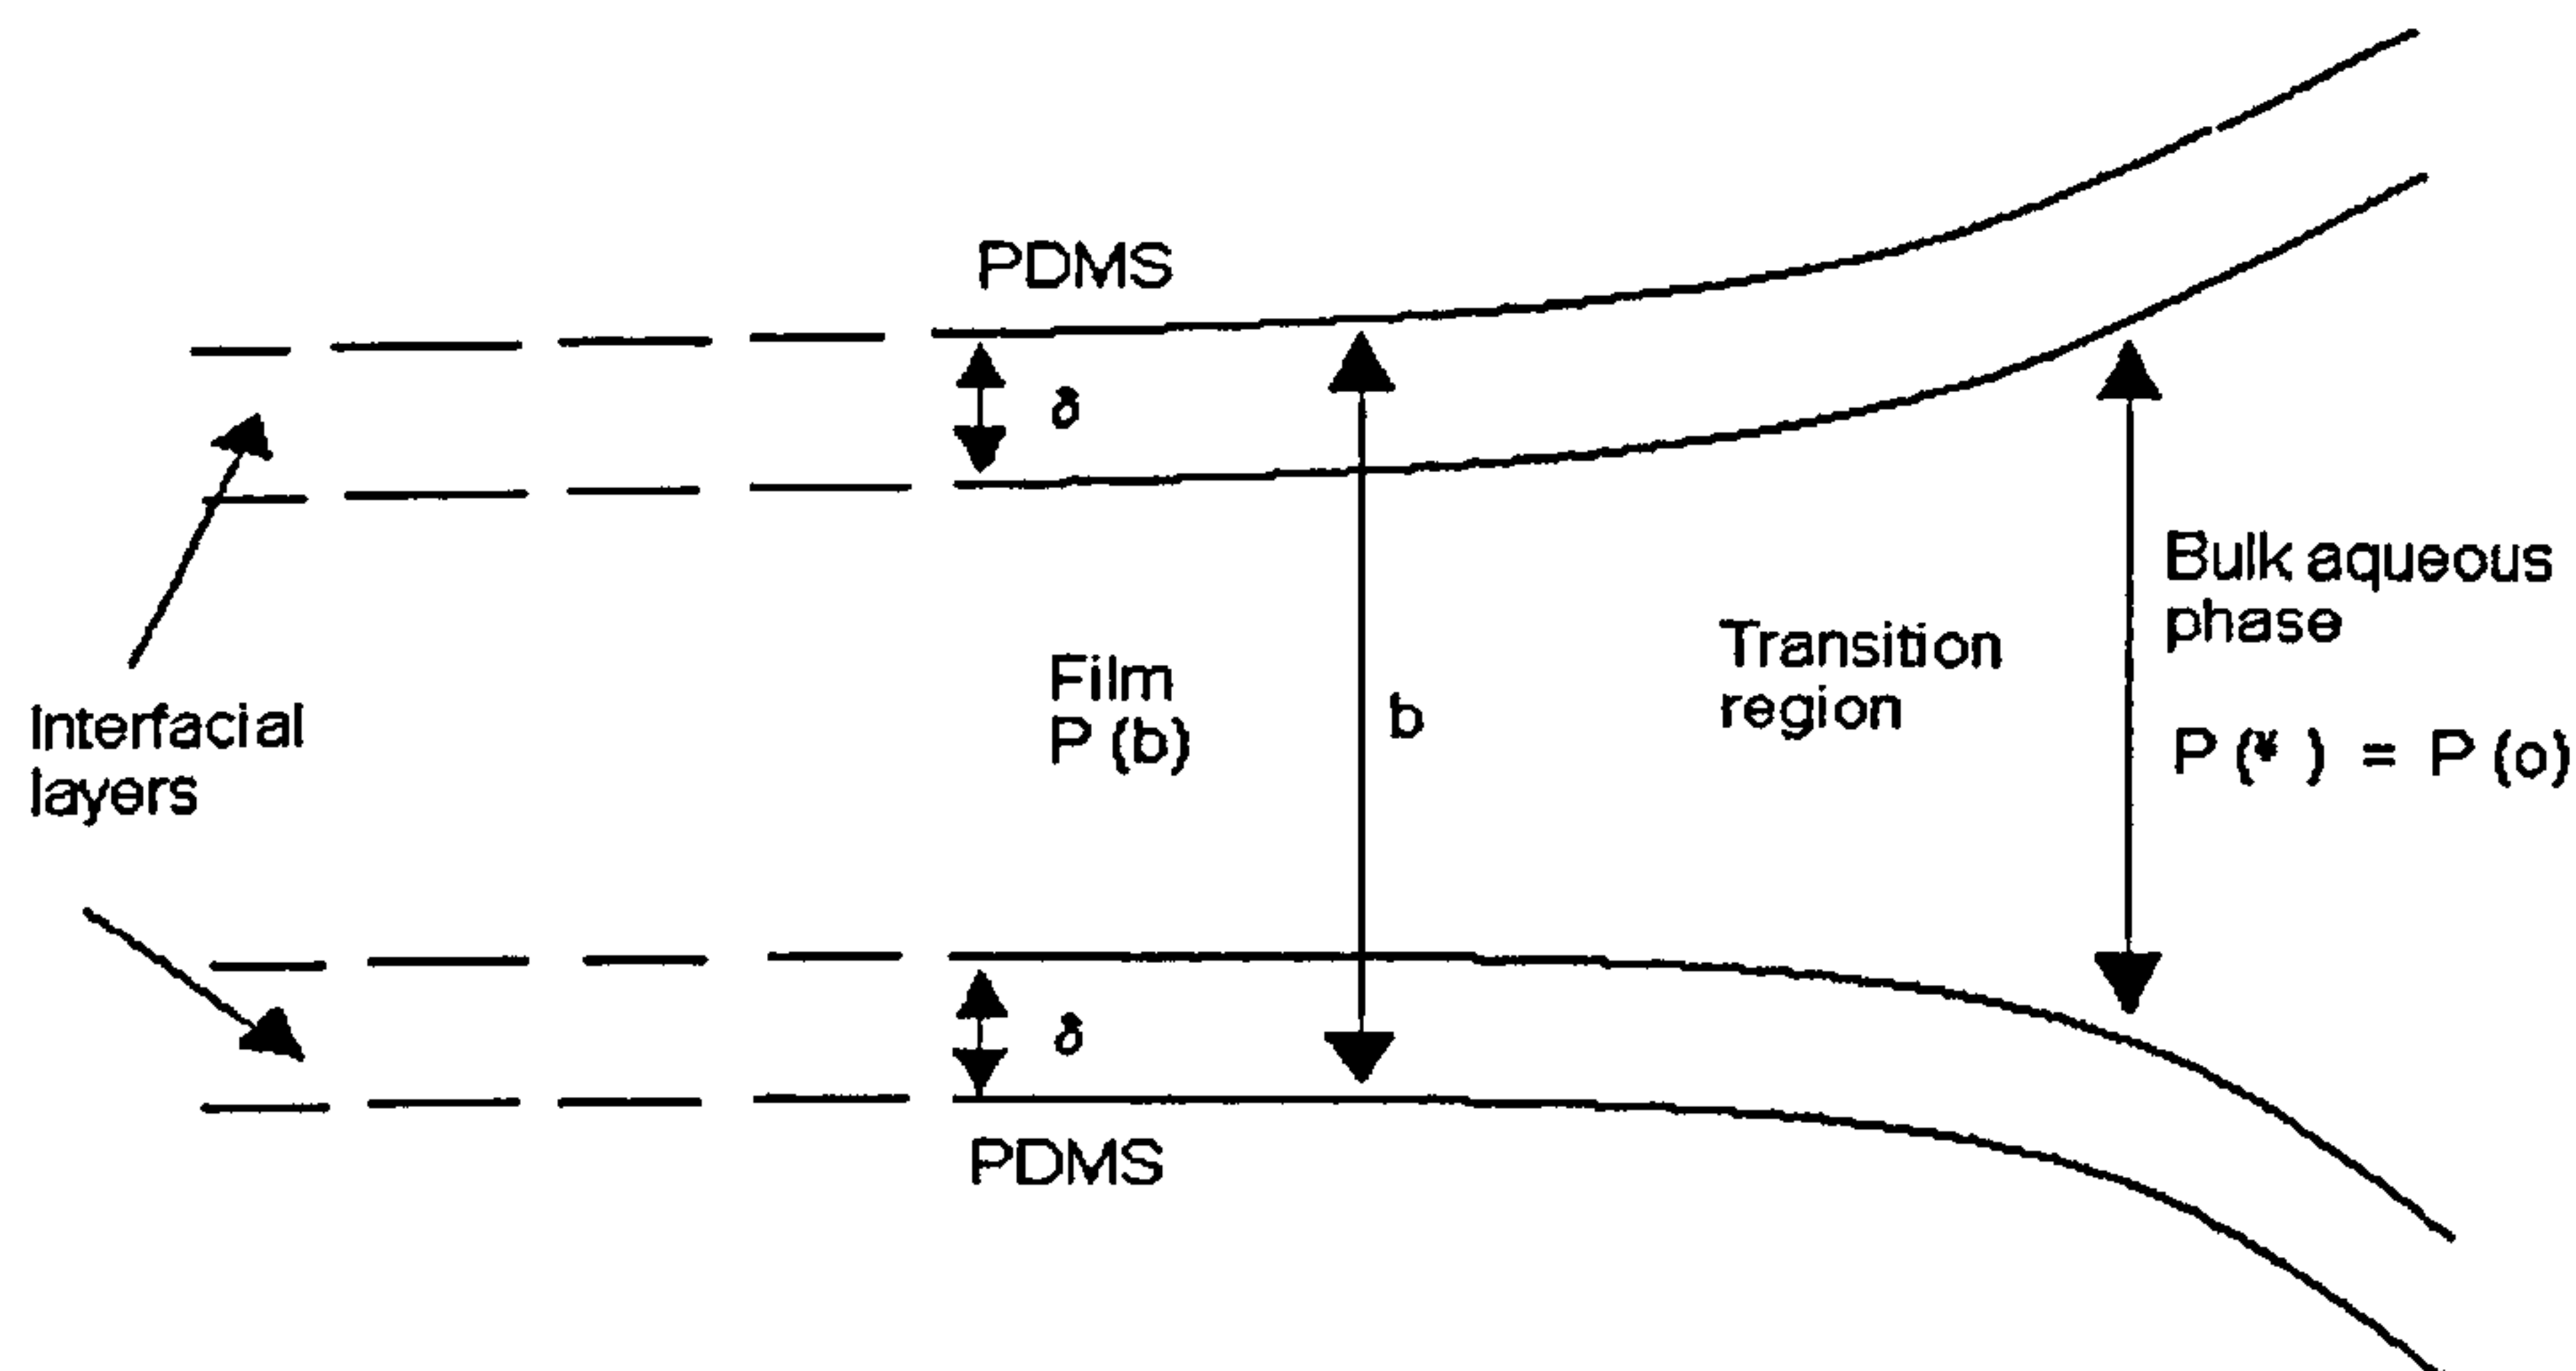 PDMS
δ
Interfacial
layers
Film
P (b)
b
Transition
region
Bulk aqueous
phase
P (¥ ) = P (o)
δ
PDMS